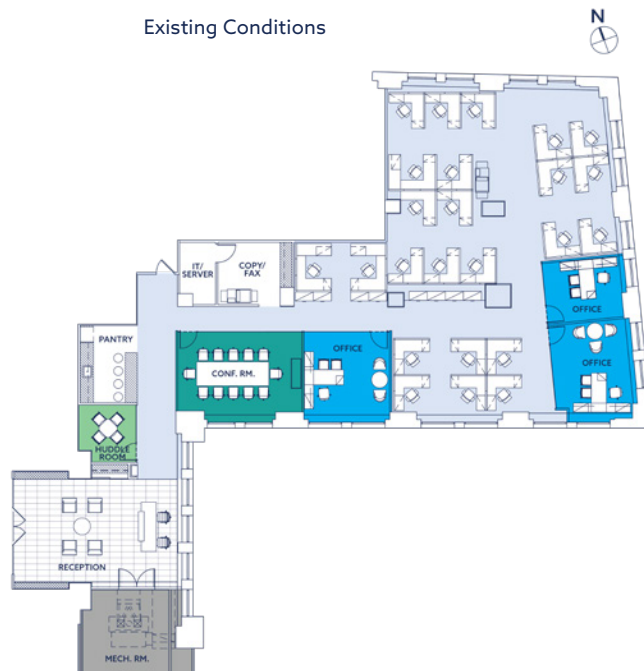 Existing Conditions
N
IT/
SERVER
COPY/
FAX
PANTRY
OFFICE
OFFICE
CONF. RM.
OFFICE
HUDDLE
ROOM
RECEPTION
MECH. RM.